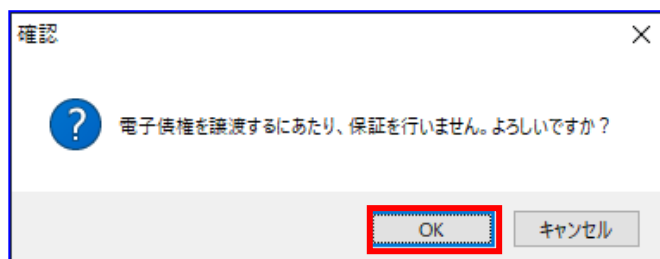 確認
電子債権を譲渡するにあたり、保証を行いません。よろしいですか？
OK
キャンセル